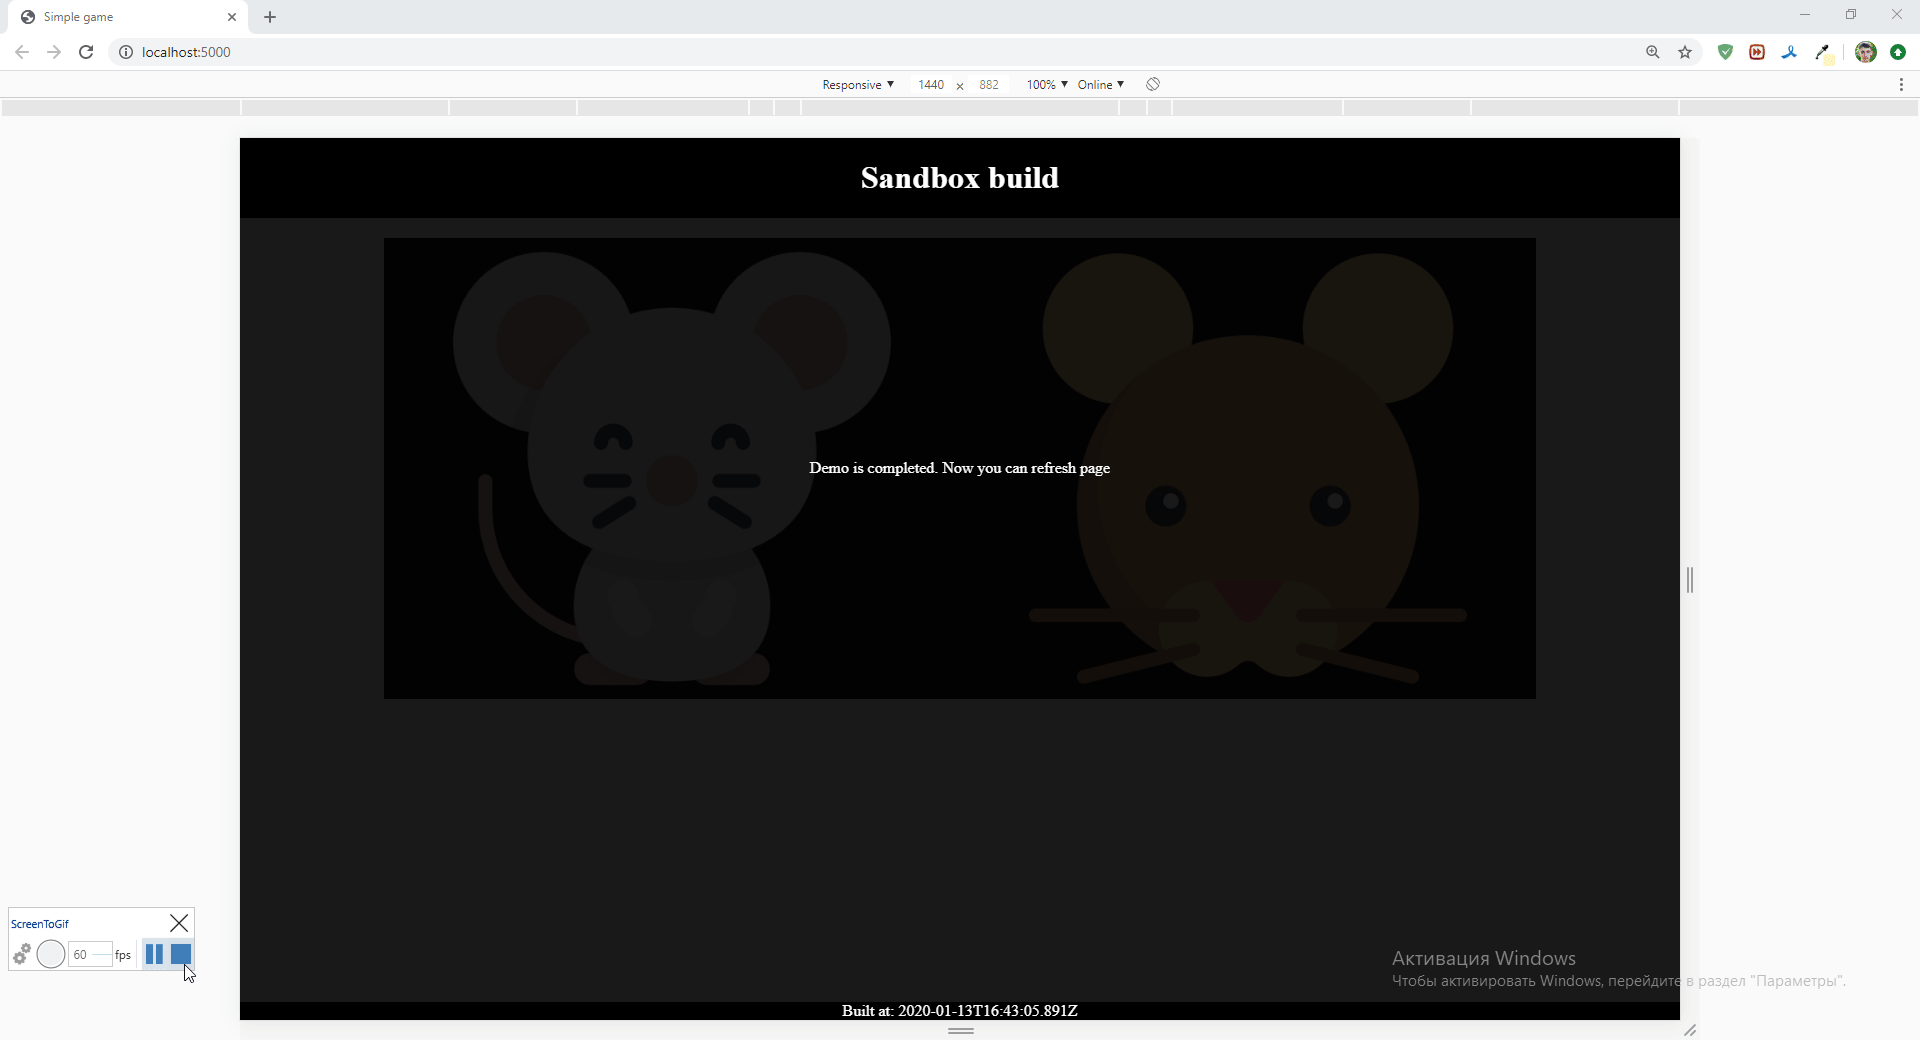 Simple game
localhost:5000
Responsive ▼ 1440 × 882 100% ▼ Online ▼
Sandbox build
Demo is completed. Now you can refresh page
ScreenToGif
60 fps
Активация Windows
Чтобы активировать Windows, перейдите в раздел "Параметры".
Built at: 2020-01-13T16:43:05.891Z